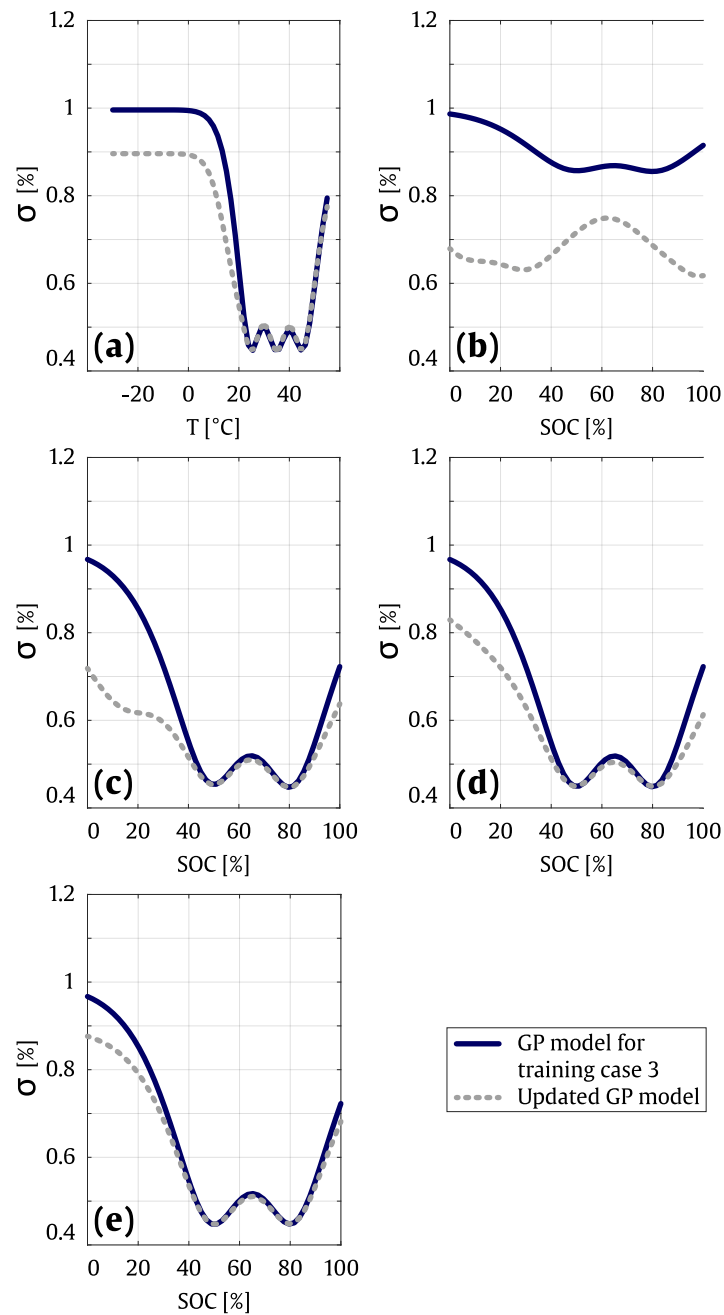 1.2
1
0.8
0.6
0.4
σ [%]
(a)
-20 0 20 40
T [°C]
1.2
1
0.8
0.6
0.4
σ [%]
(b)
0 20 40 60 80 100
SOC [%]
1.2
1
0.8
0.6
0.4
σ [%]
(c)
0 20 40 60 80 100
SOC [%]
1.2
1
0.8
0.6
0.4
σ [%]
(d)
0 20 40 60 80 100
SOC [%]
1.2
1
0.8
0.6
0.4
σ [%]
(e)
0 20 40 60 80 100
SOC [%]
GP model for
training case 3
Updated GP model